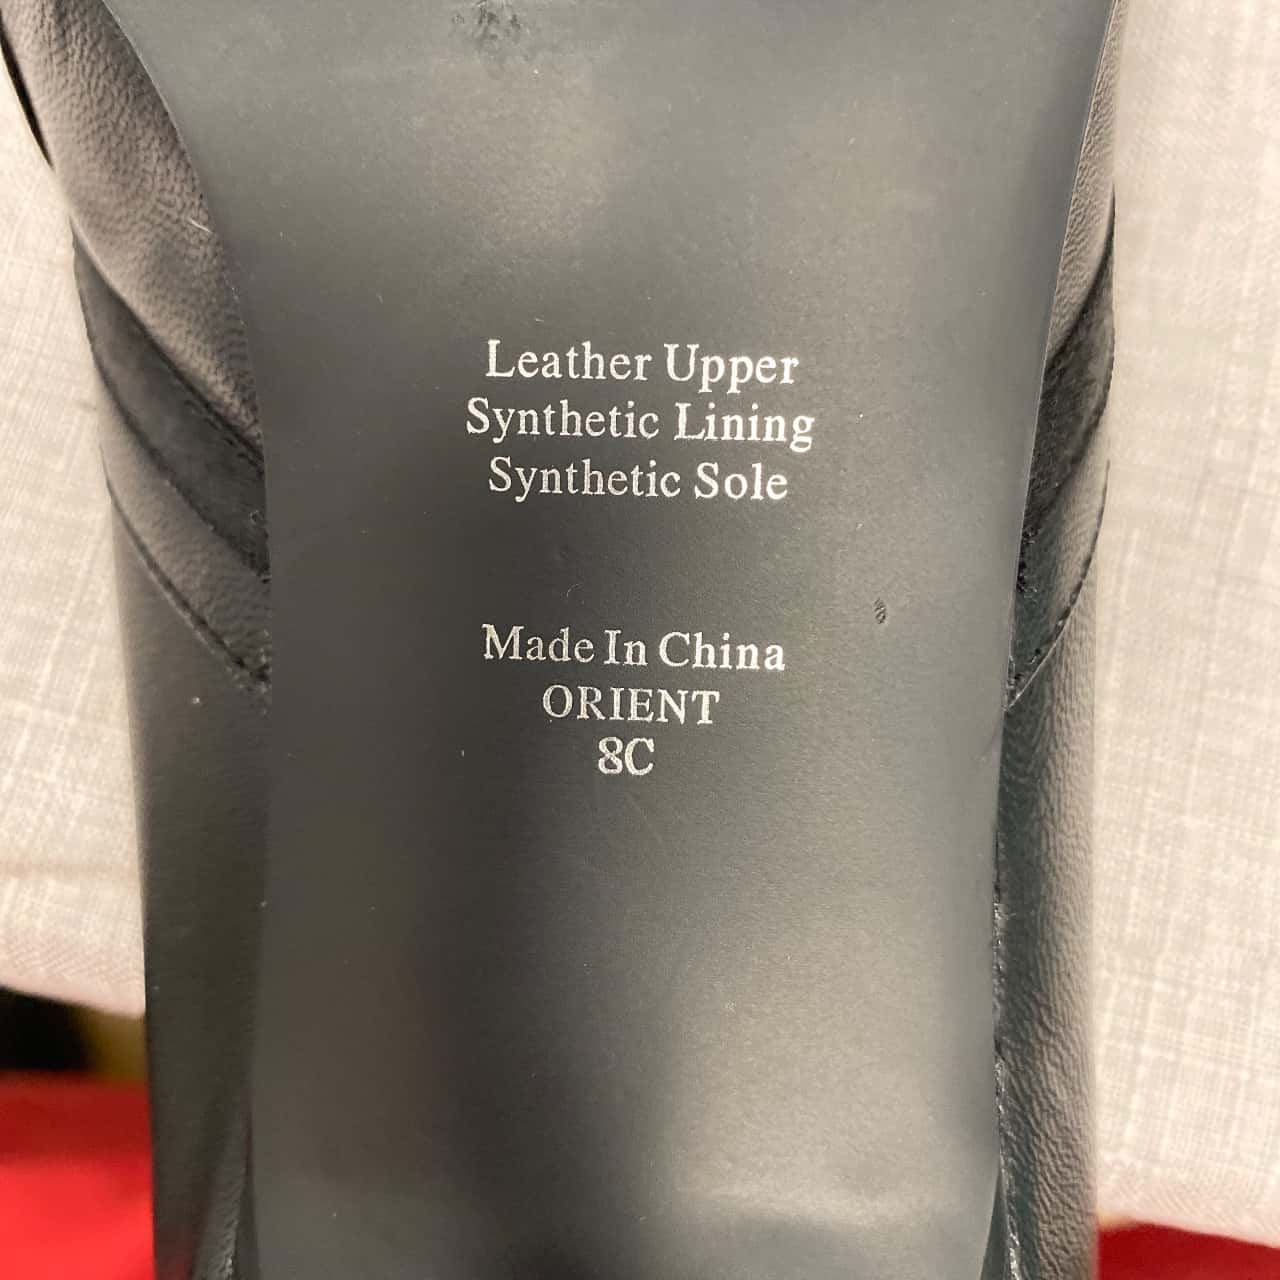 Leather Upper
Synthetic Lining
Synthetic Sole
Made In China
ORIENT
8C